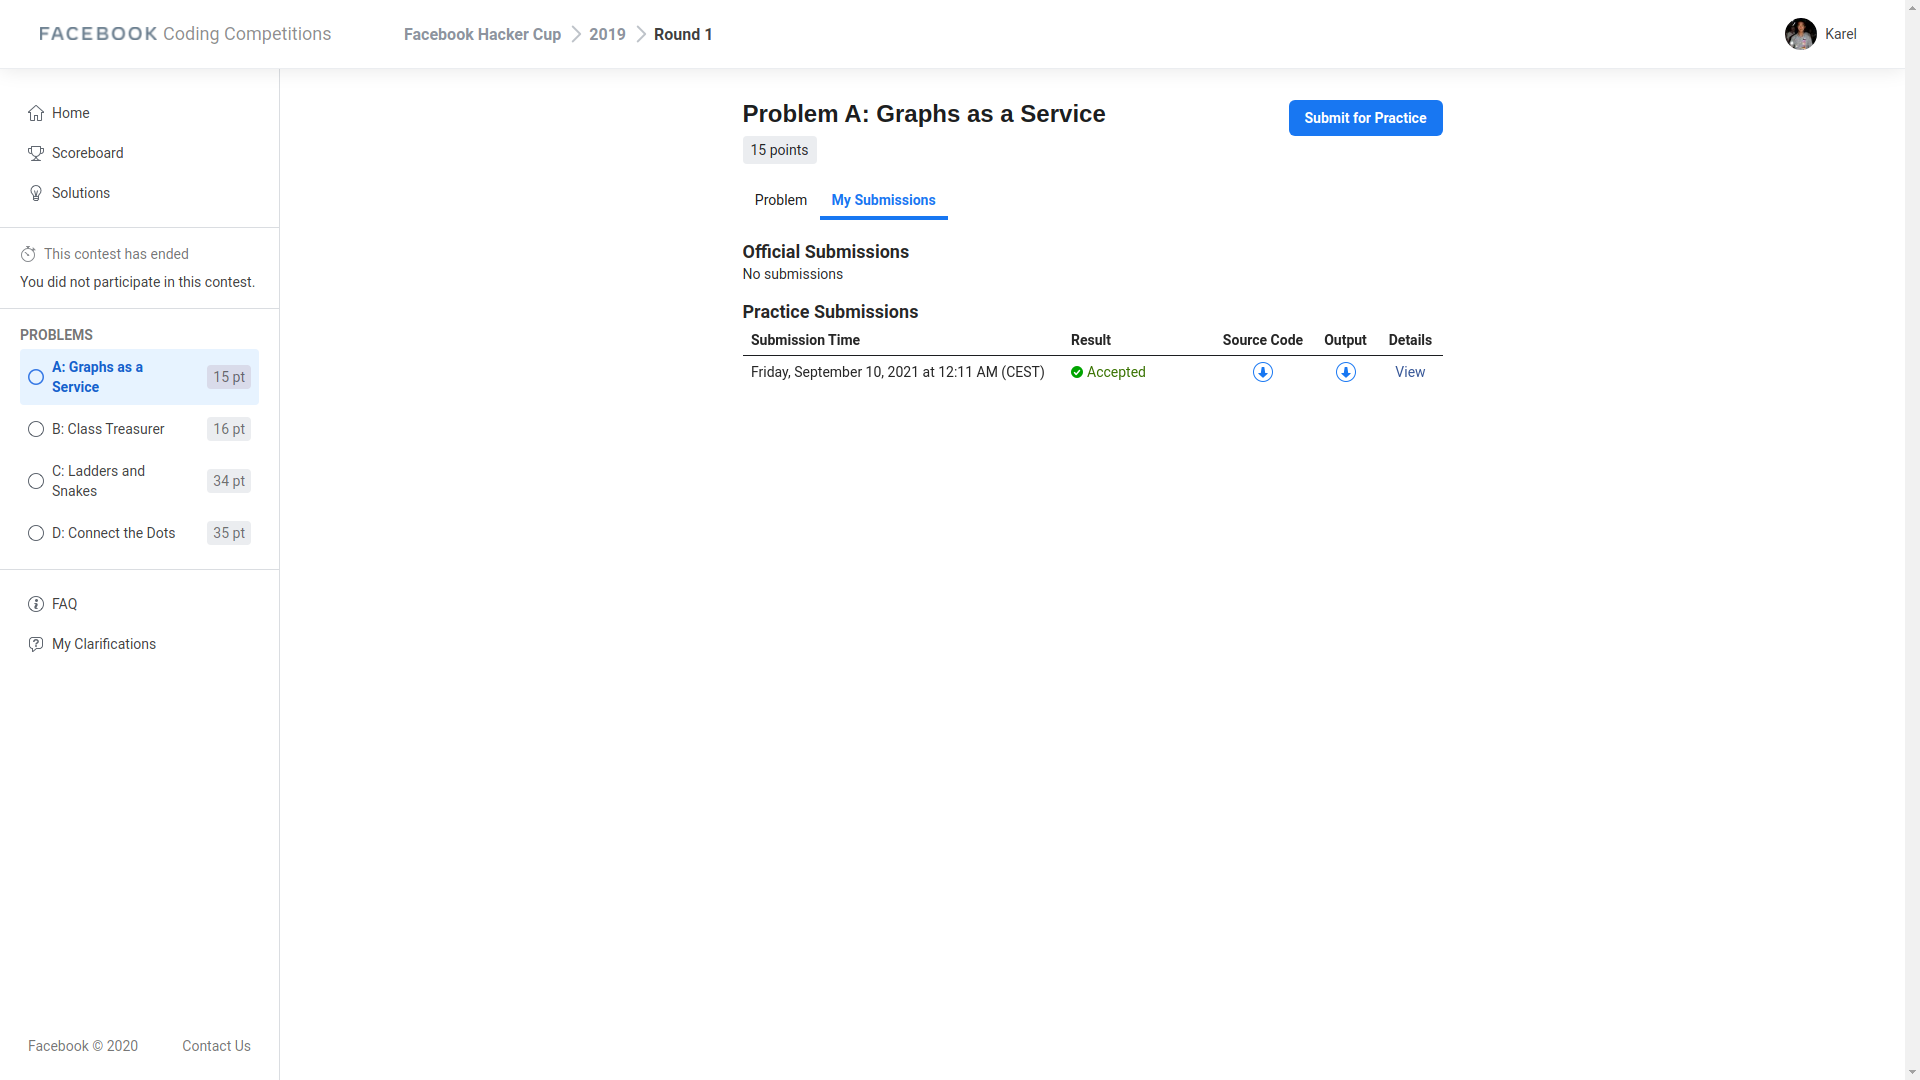 FACEBOOK Coding Competitions
Facebook Hacker Cup 2019 Round 1
Karel
Home
Scoreboard
Solutions
This contest has ended
You did not participate in this contest.
PROBLEMS
A: Graphs as a
Service
15 pt
B: Class Treasurer
16 pt
C: Ladders and
Snakes
34 pt
D: Connect the Dots
35 pt
FAQ
My Clarifications
Facebook © 2020
Contact Us
Problem A: Graphs as a Service
Submit for Practice
15 points
Problem My Submissions
Official Submissions
No submissions
Practice Submissions
Submission Time Result Source Code Output Details
Friday, September 10, 2021 at 12:11 AM (CEST) Accepted View